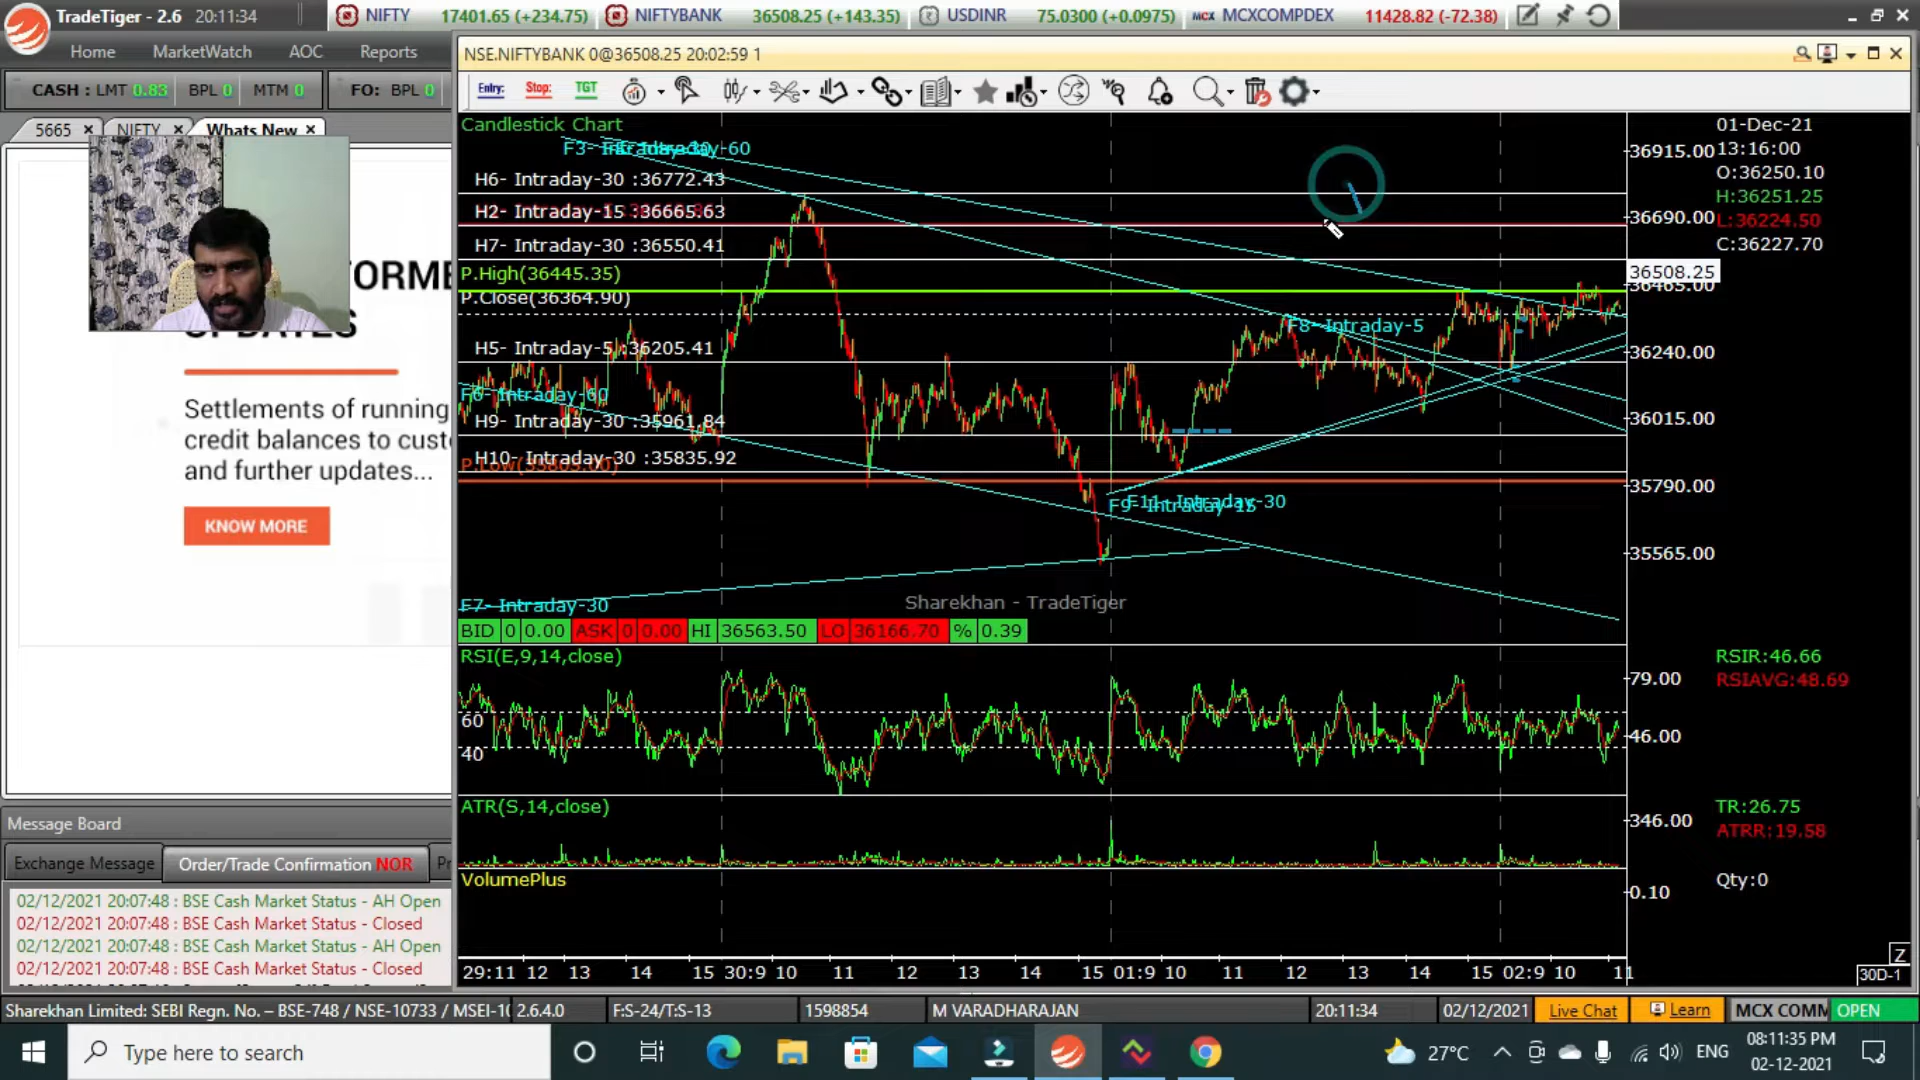 TradeTiger - 2.6 20:11:34
NIFTY 17401.65 (+234.75)
NIFTYBANK 36508.25 (+143.35)
USDINR 75.0300 (+0.0975)
MCX MCXCOMPDEX 11428.82 (-72.38)
Home MarketWatch AOC Reports
NSE.NIFTYBANK 0@36508.25 20:02:59 1
CASH : LMT 0.83 BPL 0 MTM 0 FO: BPL 0
Entry: Stop: TGT
5665 NIFTY Whats New
Candlestick Chart
H6- Intraday-30 :36772.43
H2- Intraday-15 :36665.63
H7- Intraday-30 :36550.41
P.High(36445.35)
P.Close(36364.90)
F8- Intraday-5
H5- Intraday-5 :36205.41
F6- Intraday-60
H9- Intraday-30 :35961.84
H10- Intraday-30 :35835.92
F11- Intraday-30
F9- Intraday-15
F7- Intraday-30
Sharekhan - TradeTiger
BID 0 0.00 ASK 0 0.00 HI 36563.50 LO 36166.70 % 0.39
36915.00
36690.00
36508.25
36465.00
36240.00
36015.00
35790.00
35565.00
01-Dec-21
13:16:00
O:36250.10
H:36251.25
L:36224.50
C:36227.70
Settlements of running
and further updates...
KNOW MORE
RSI(E,9,14,close)
60
40
79.00
46.00
RSIR:46.66
RSIAVG:48.69
ATR(S,14,close)
346.00
TR:26.75
ATRR:19.58
VolumePlus
0.10
Qty:0
29:11 12 13 14 15 30:9 10 11 12 13 14 15 01:9 10 11 12 13 14 15 02:9 10 11
Z
30D-1
Message Board
Exchange Message Order/Trade Confirmation NOR
02/12/2021 20:07:48 : BSE Cash Market Status - AH Open
02/12/2021 20:07:48 : BSE Cash Market Status - Closed
02/12/2021 20:07:48 : BSE Cash Market Status - AH Open
02/12/2021 20:07:48 : BSE Cash Market Status - Closed
Sharekhan Limited: SEBI Regn. No. – BSE-748 / NSE-10733 / MSEI-1 2.6.4.0 F:S-24/T:S-13 1598854 M VARADHARAJAN 20:11:34 02/12/2021 Live Chat Learn MCX COMM OPEN
Type here to search
27°C ENG
08:11:35 PM
02-12-2021